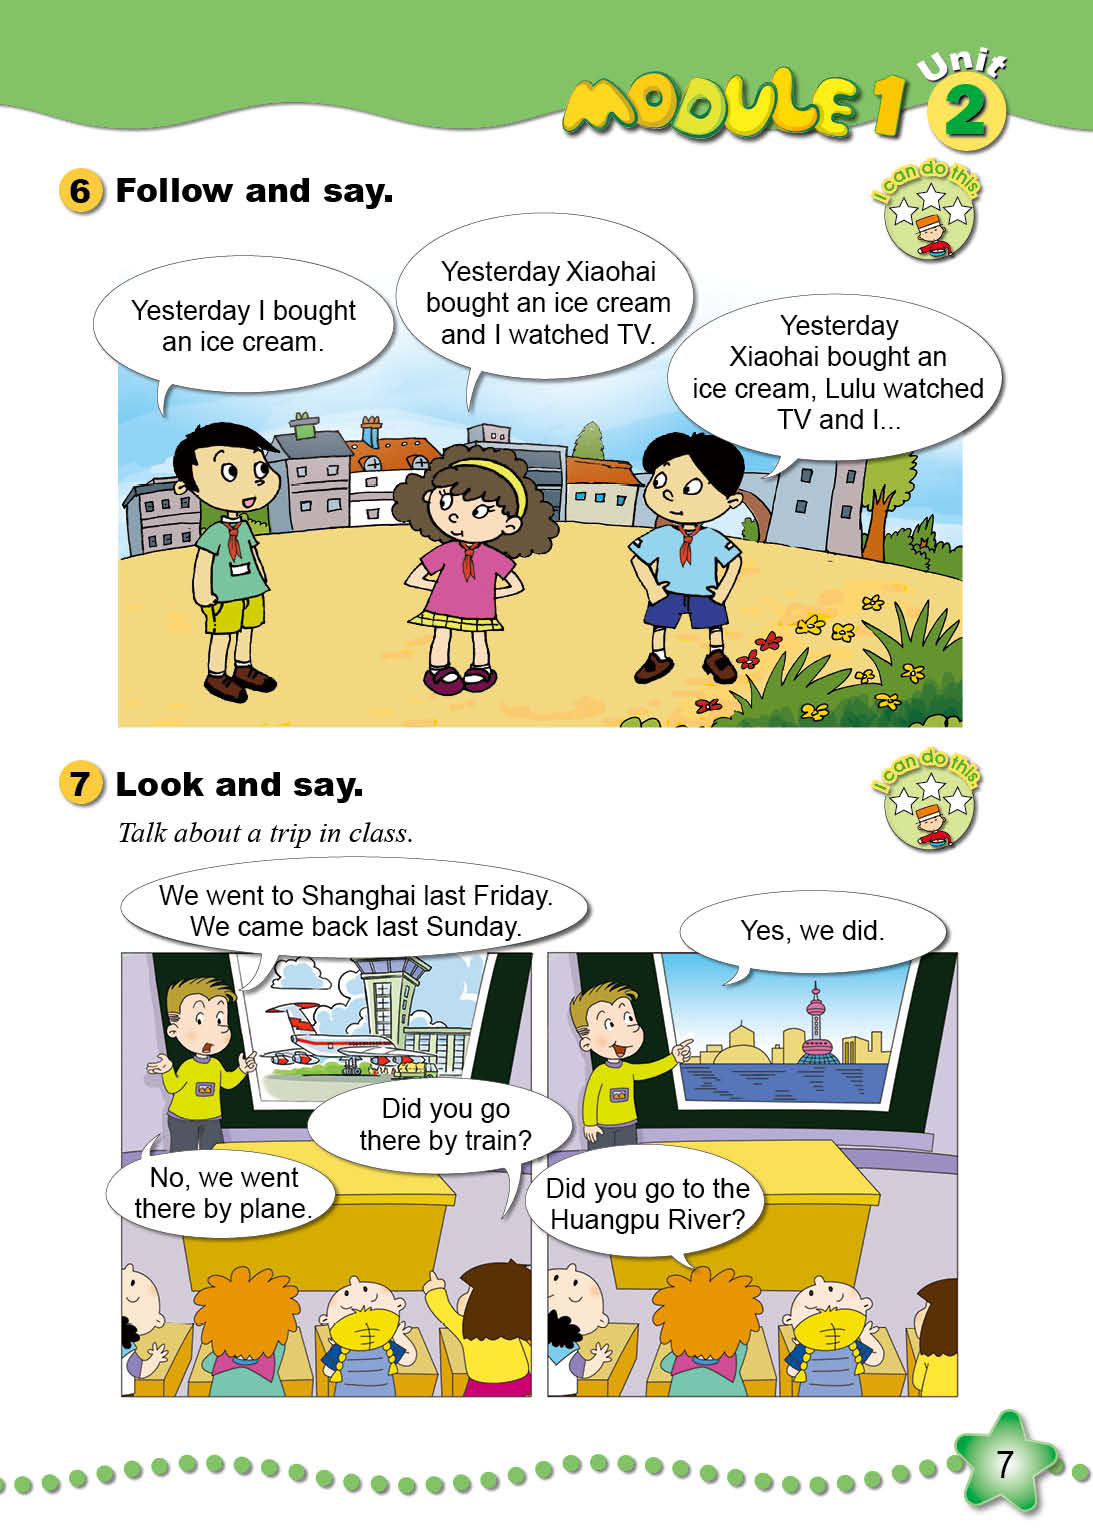 MODULE 1 Unit 2
6 Follow and say.
I can do this.
Yesterday I bought
an ice cream.
Yesterday Xiaohai
bought an ice cream
and I watched TV.
Yesterday
Xiaohai bought an
ice cream, Lulu watched
TV and I...
7 Look and say.
I can do this.
Talk about a trip in class.
We went to Shanghai last Friday.
We came back last Sunday.
Did you go
there by train?
No, we went
there by plane.
Did you go to the
Huangpu River?
Yes, we did.
7